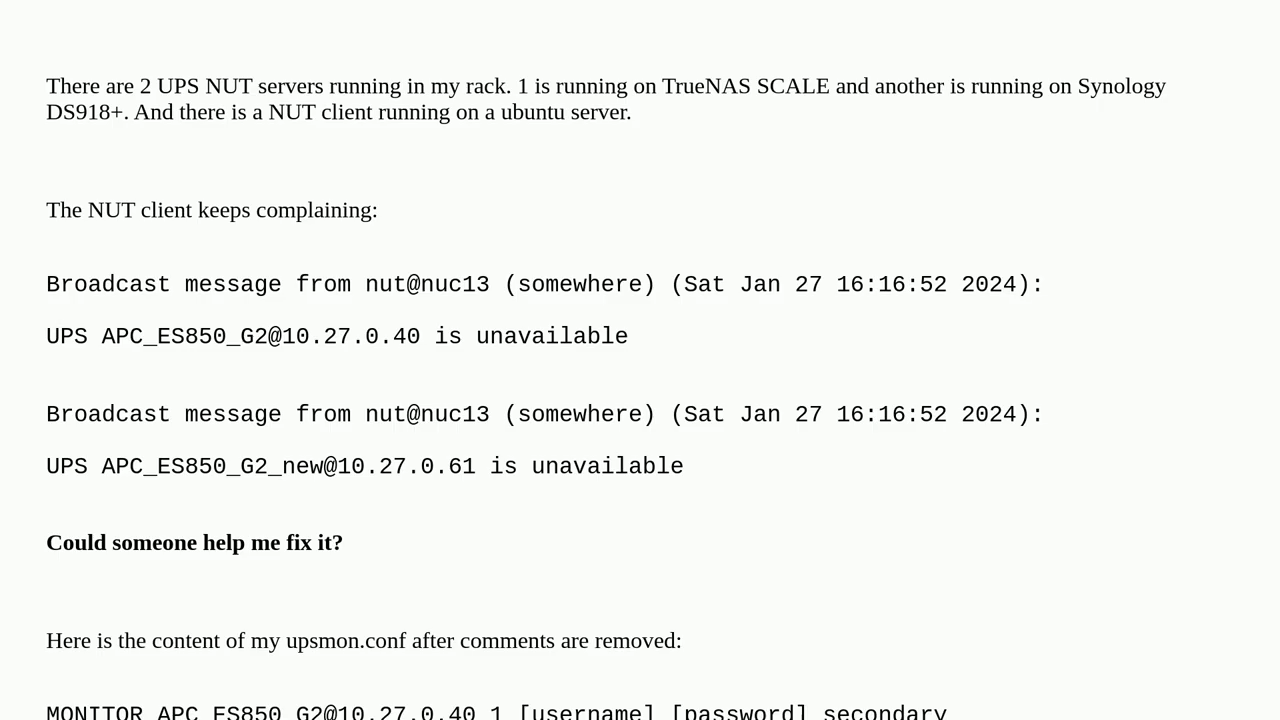 There are 2 UPS NUT servers running in my rack. 1 is running on TrueNAS SCALE and another is running on Synology
DS918+. And there is a NUT client running on a ubuntu server.
The NUT client keeps complaining:
Broadcast message from nut@nuc13 (somewhere) (Sat Jan 27 16:16:52 2024):
UPS APC_ES850_G2@10.27.0.40 is unavailable
Broadcast message from nut@nuc13 (somewhere) (Sat Jan 27 16:16:52 2024):
UPS APC_ES850_G2_new@10.27.0.61 is unavailable
Could someone help me fix it?
Here is the content of my upsmon.conf after comments are removed:
MONITOR APC_ES850_G2@10.27.0.40 1 [username] [password] secondary